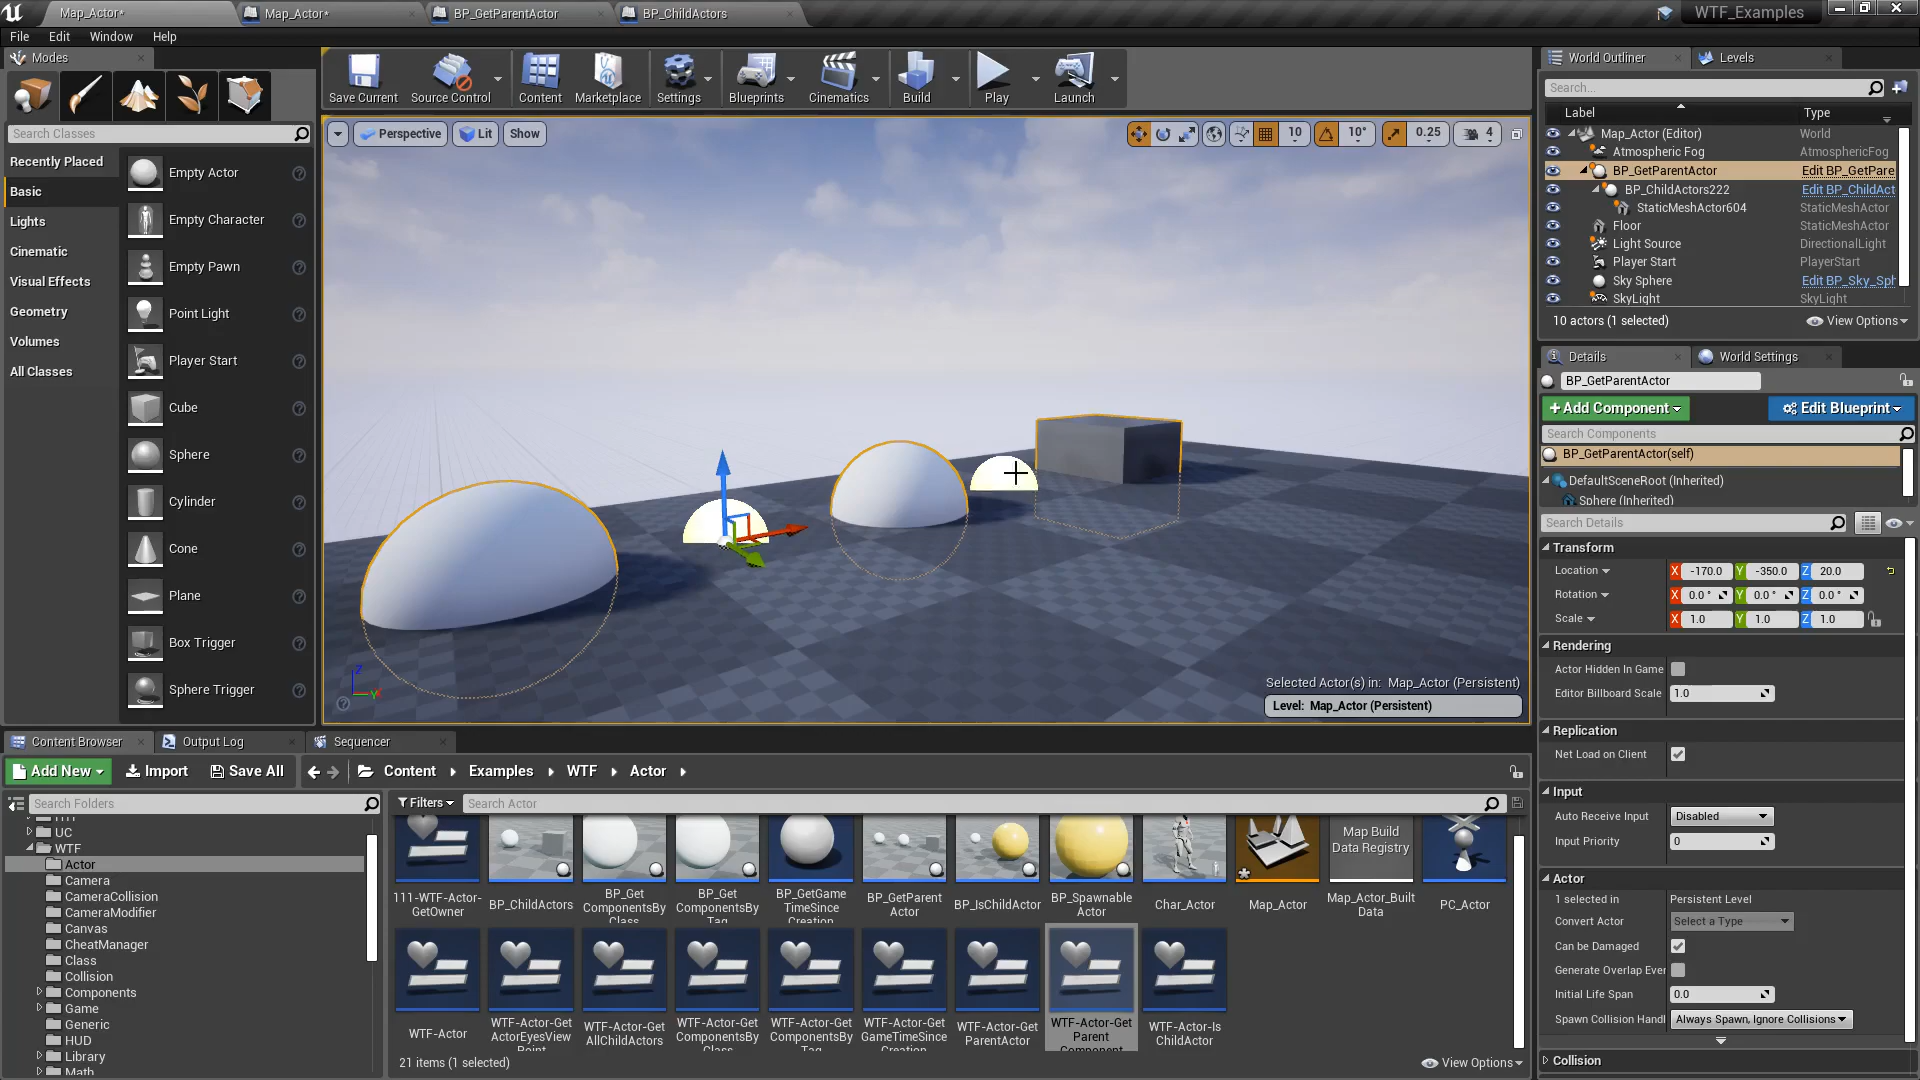 Map_Actor*
Map_Actor*
BP_GetParentActor
BP_ChildActors
WTF_Examples
File Edit Window Help
Modes
Search Classes
Recently Placed
Basic
Lights
Cinematic
Visual Effects
Geometry
Volumes
All Classes
Empty Actor
Empty Character
Empty Pawn
Point Light
Player Start
Cube
Sphere
Cylinder
Cone
Plane
Box Trigger
Sphere Trigger
Save Current
Source Control
Content
Marketplace
Settings
Blueprints
Cinematics
Build
Play
Launch
Perspective
Lit
Show
10
10°
0.25
4
Selected Actor(s) in: Map_Actor (Persistent)
Level: Map_Actor (Persistent)
World Outliner
Levels
Search...
Label Type
Map_Actor (Editor) World
Atmospheric Fog AtmosphericFog
BP_GetParentActor Edit BP_GetPare
BP_ChildActors222 Edit BP_ChildAct
StaticMeshActor604 StaticMeshActor
Floor StaticMeshActor
Light Source DirectionalLight
Player Start PlayerStart
Sky Sphere Edit BP_Sky_Sph
SkyLight SkyLight
10 actors (1 selected)
View Options
Details
World Settings
BP_GetParentActor
Add Component
Edit Blueprint
Search Components
BP_GetParentActor(self)
DefaultSceneRoot (Inherited)
Sphere (Inherited)
Search Details
Transform
Location X -170.0 Y -350.0 Z 20.0
Rotation X 0.0 ° Y 0.0 ° Z 0.0 °
Scale X 1.0 Y 1.0 Z 1.0
Rendering
Actor Hidden In Game
Editor Billboard Scale 1.0
Replication
Net Load on Client
Input
Auto Receive Input Disabled
Input Priority 0
Actor
1 selected in Persistent Level
Convert Actor Select a Type
Can be Damaged
Generate Overlap Ever
Initial Life Span 0.0
Spawn Collision Handl Always Spawn, Ignore Collisions
Collision
Content Browser
Output Log
Sequencer
Add New
Import
Save All
Content
Examples
WTF
Actor
Search Folders
UC
WTF
Actor
Camera
CameraCollision
CameraModifier
Canvas
CheatManager
Class
Collision
Components
Game
Generic
HUD
Library
Math
Filters
Search Actor
111-WTF-Actor-
GetOwner
BP_ChildActors
BP_Get
ComponentsBy
Class
BP_Get
ComponentsBy
Tag
BP_GetGame
TimeSince
Creation
BP_GetParent
Actor
BP_IsChildActor
BP_Spawnable
Actor
Char_Actor
Map_Actor
Map Build
Data Registry
Map_Actor_Built
Data
PC_Actor
WTF-Actor
WTF-Actor-Get
ActorEyesView
Point
WTF-Actor-Get
AllChildActors
WTF-Actor-Get
ComponentsBy
Class
WTF-Actor-Get
ComponentsBy
Tag
WTF-Actor-Get
GameTimeSince
Creation
WTF-Actor-Get
ParentActor
WTF-Actor-Get
Parent
Component
WTF-Actor-Is
ChildActor
21 items (1 selected)
View Options